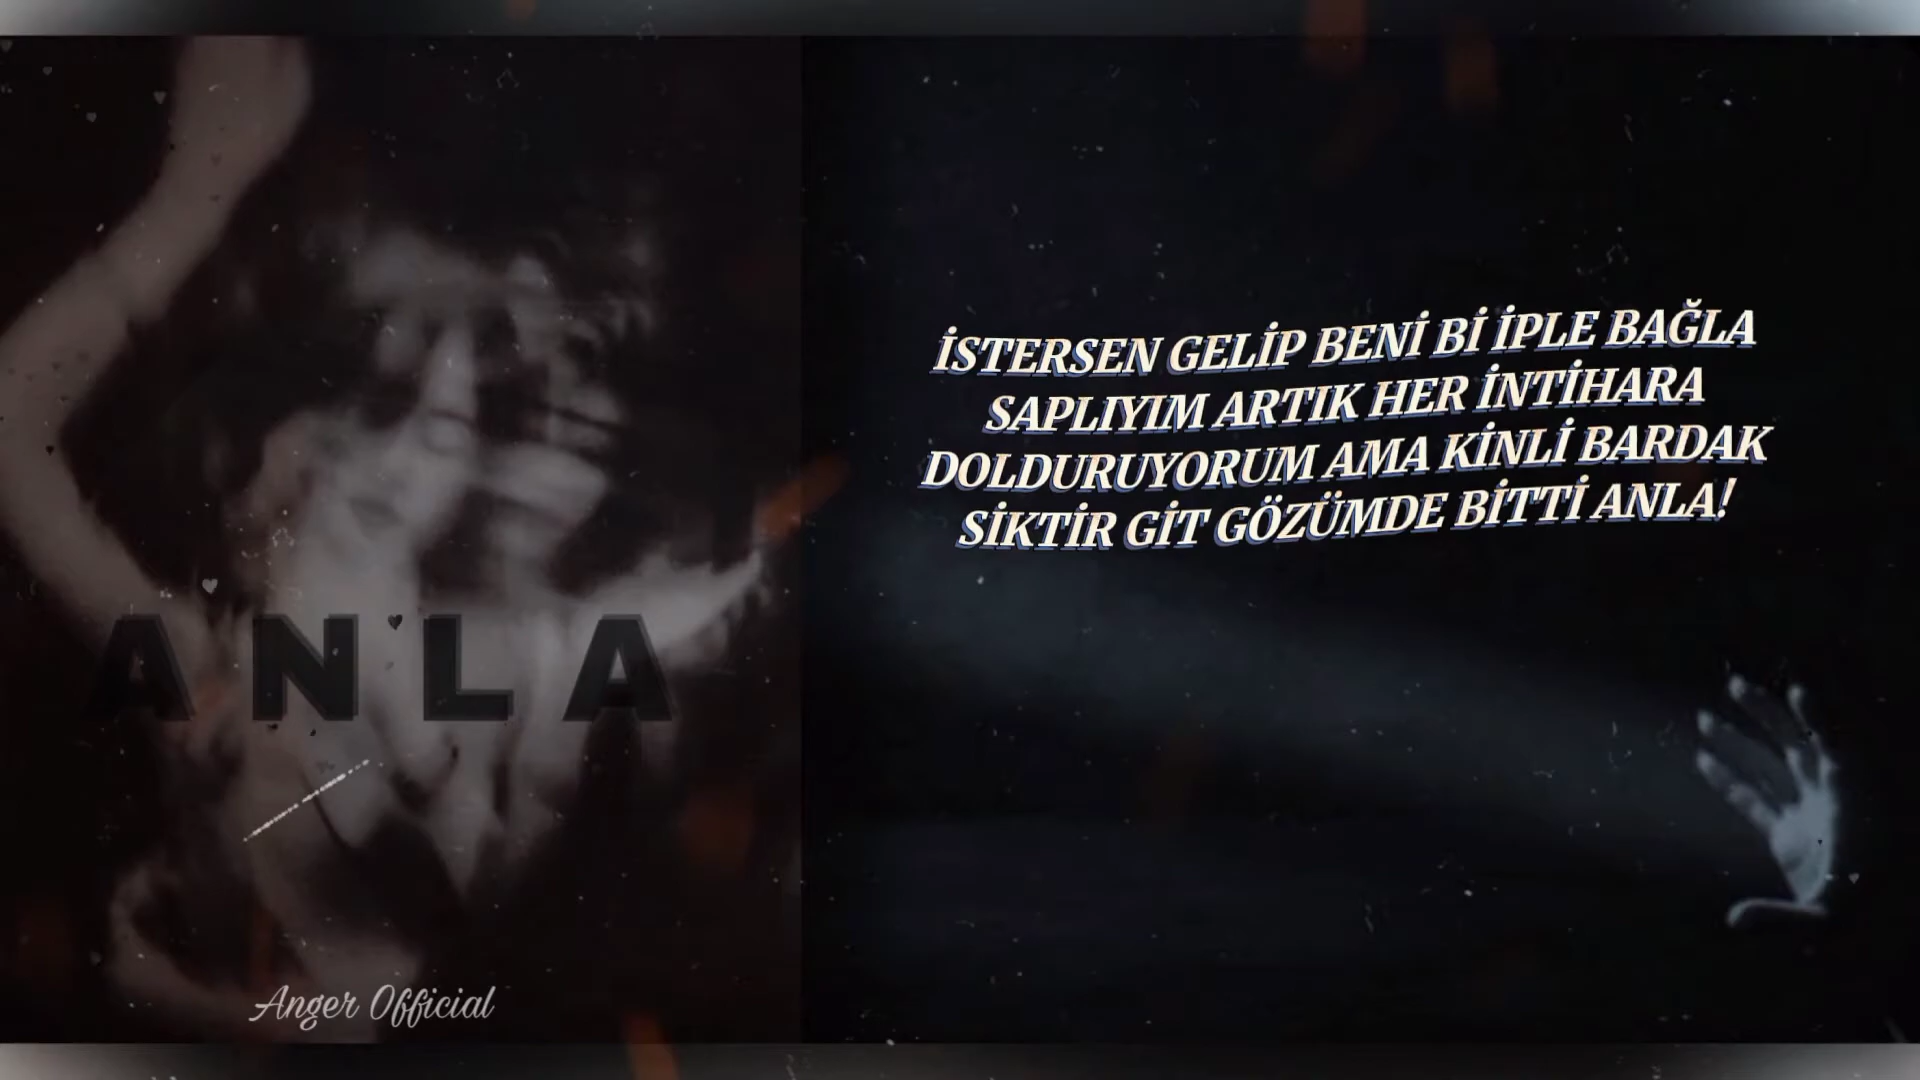 İSTERSEN GELİP BENİ Bİ İPLE BAĞLA
SAPLIYIM ARTIK HER İNTİHARA
DOLDURUYORUM AMA KİNLİ BARDAK
SİKTİR GİT GÖZÜMDE BİTTİ ANLA!
ANLA
Anger Official